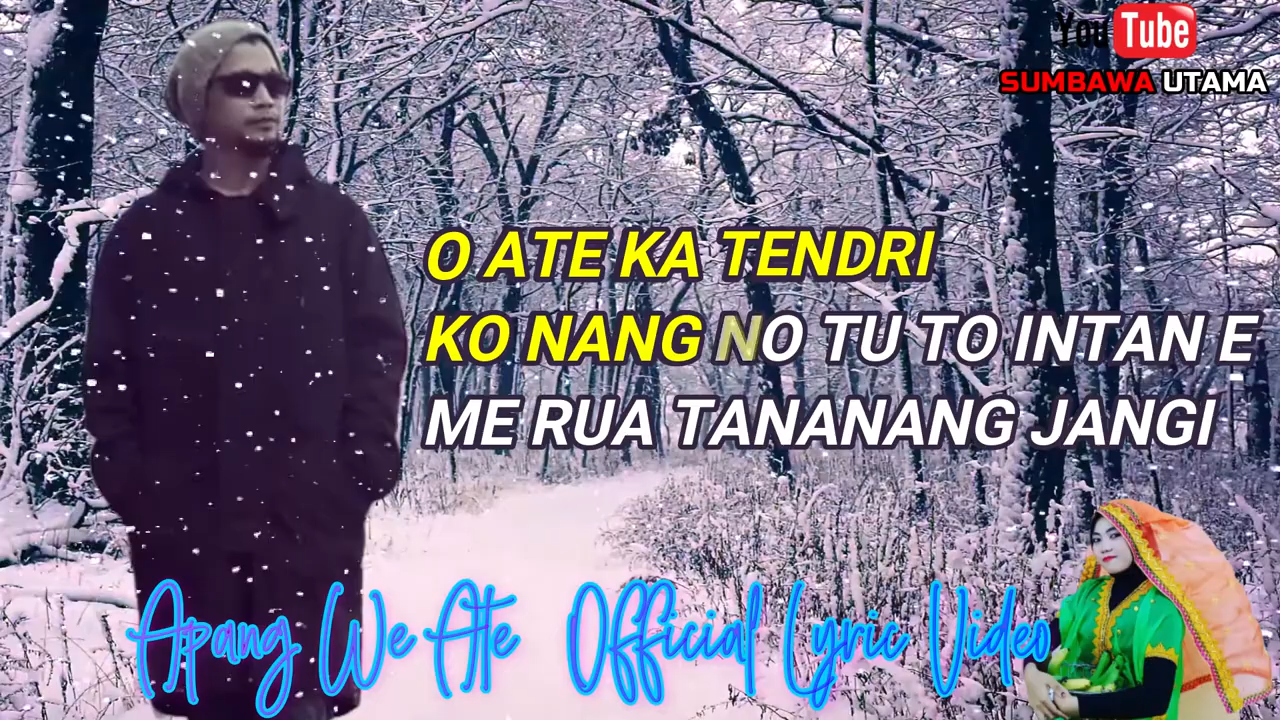 YouTube
SUMBAWA UTAMA
O ATE KA TENDRI
KO NANG NO TU TO INTAN E
ME RUA TANANANG JANGI
Apang We Ate Official Lyric Video